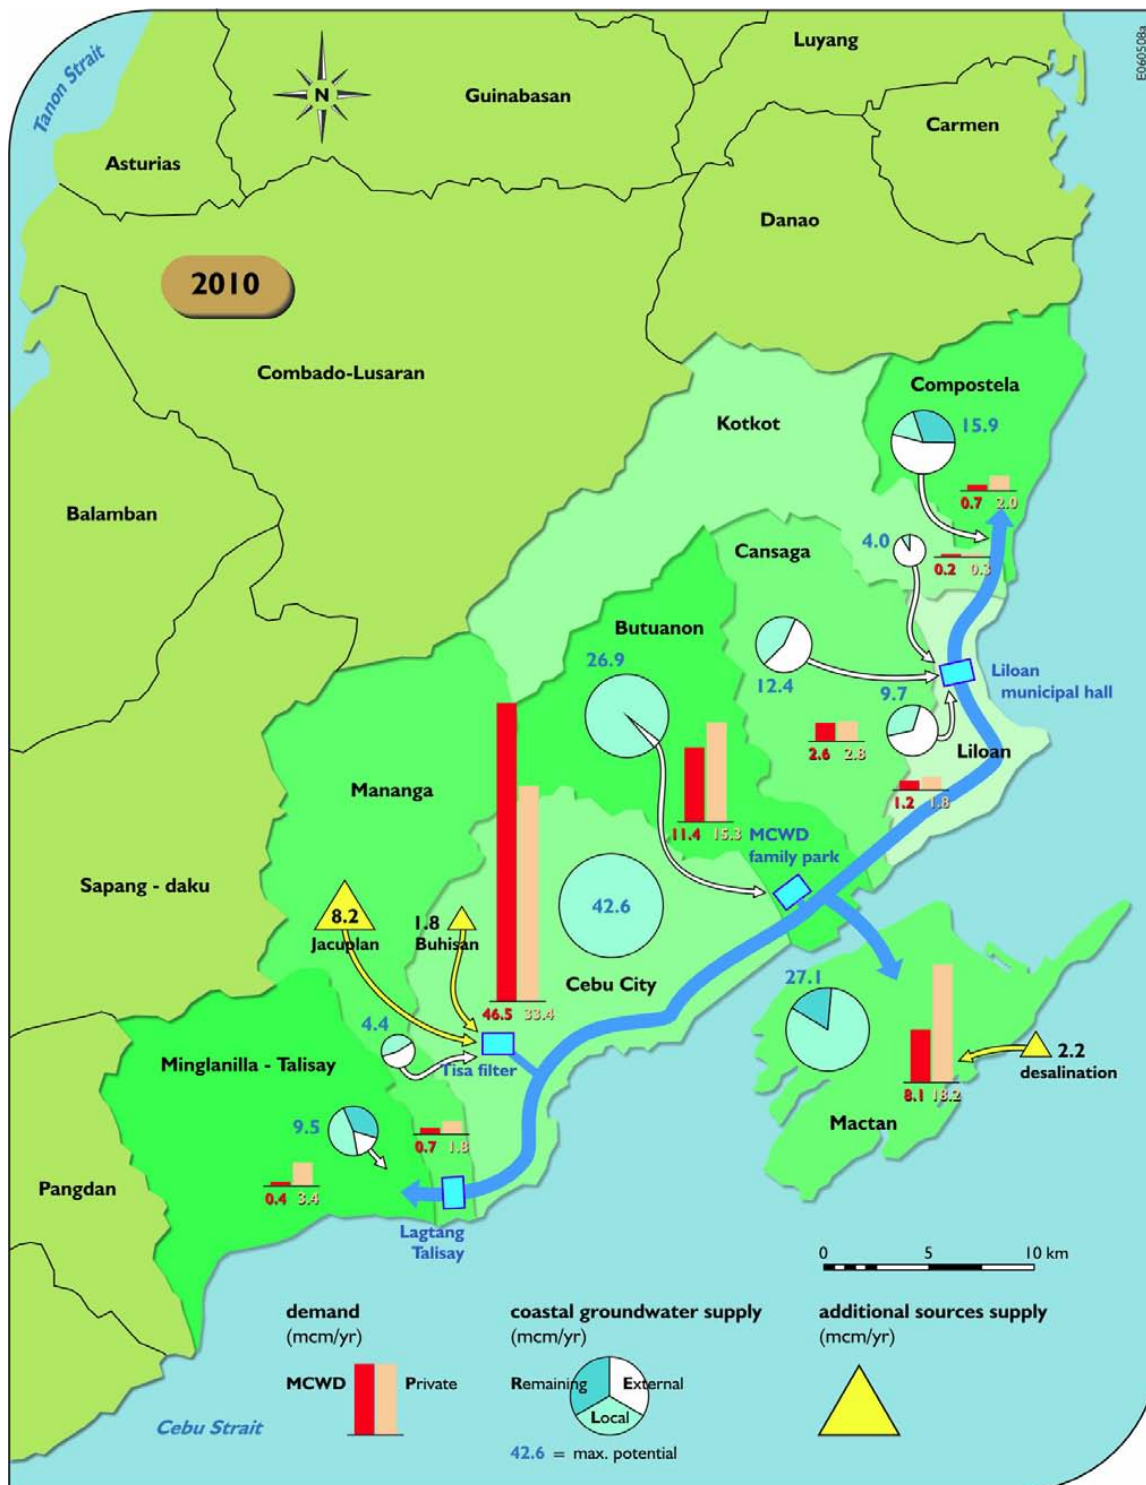 E060508a
Tanon Strait
Luyang
N
Guinabasan
Carmen
Asturias
Danao
2010
Combado-Lusaran
Compostela
15.9
Kotkot
0.7 2.0
Balamban
4.0
Cansaga
0.2 0.3
Butuanon
26.9
12.4
9.7
Liloan
municipal hall
2.6 2.8
Liloan
Mananga
1.2 1.8
11.4 15.3
MCWD
family park
Sapang - daku
8.2
Jacuplan
1.8
Buhisan
42.6
Cebu City
27.1
46.5 33.4
4.4
Tisa filter
Minglanilla - Talisay
2.2
desalination
8.1 18.2
Mactan
9.5
0.7 1.8
Pangdan
0.4 3.4
Lagtang
Talisay
0 5 10 km
demand
(mcm/yr)
MCWD Private
coastal groundwater supply
(mcm/yr)
Remaining External
Local
42.6 = max. potential
additional sources supply
(mcm/yr)
Cebu Strait